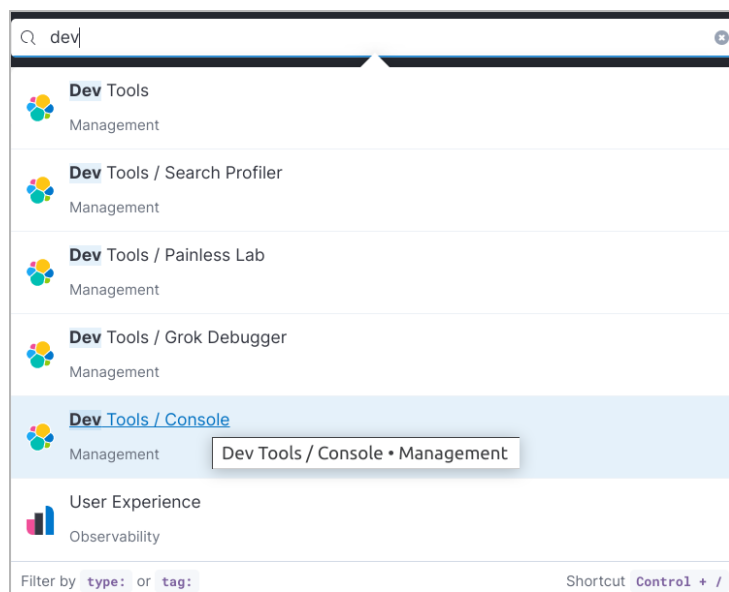 dev
Dev Tools
Management
Dev Tools / Search Profiler
Management
Dev Tools / Painless Lab
Management
Dev Tools / Grok Debugger
Management
Dev Tools / Console
Management
Dev Tools / Console • Management
User Experience
Observability
Filter by type: or tag: Shortcut Control + /